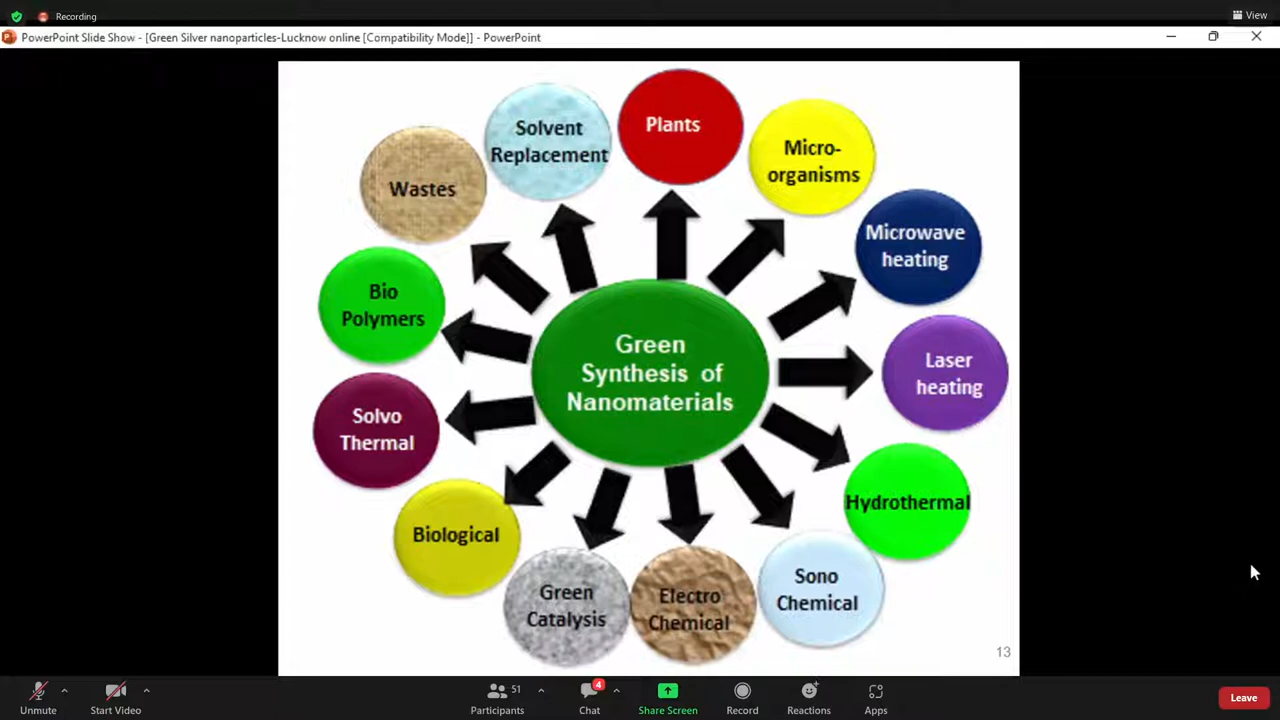 Recording
View
PowerPoint Slide Show - [Green Silver nanoparticles-Lucknow online [Compatibility Mode]] - PowerPoint
Plants
Solvent
Replacement
Micro-
organisms
Wastes
Microwave
heating
Bio
Polymers
Green
Synthesis of
Nanomaterials
Laser
heating
Solvo
Thermal
Hydrothermal
Biological
Green
Catalysis
Electro
Chemical
Sono
Chemical
13
Unmute
Start Video
51
Participants
4
Chat
Share Screen
Record
Reactions
Apps
Leave